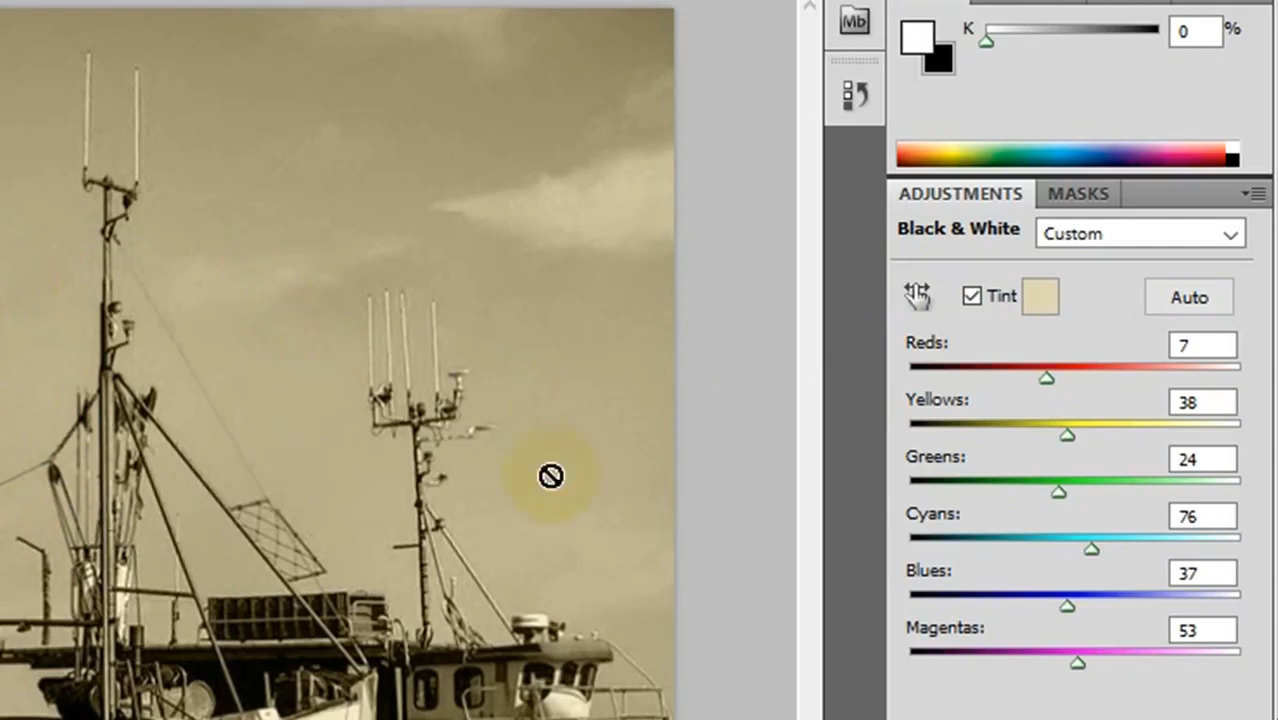 Mb
K
0
%
ADJUSTMENTS
MASKS
Black & White
Custom
Tint
Auto
Reds:
7
Yellows:
38
Greens:
24
Cyans:
76
Blues:
37
Magentas:
53